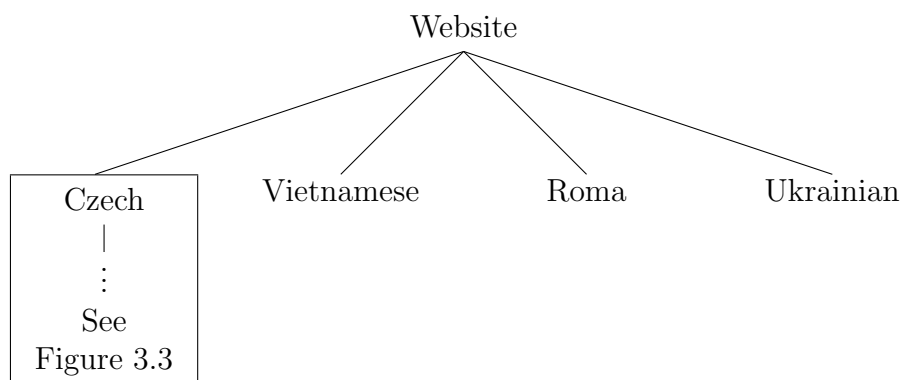 Website
Czech
Vietnamese
Roma
Ukrainian
⋮
See
Figure 3.3